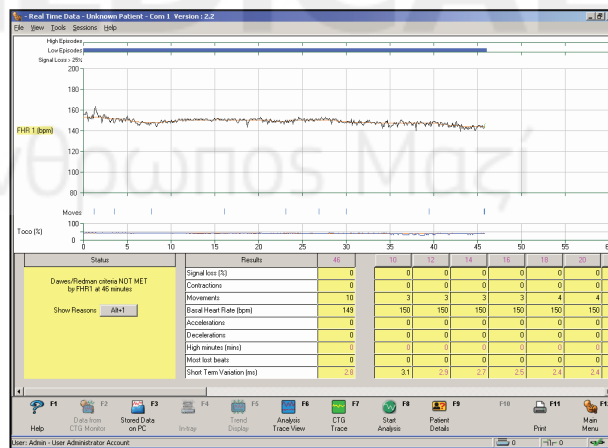 EDICAL
- Real Time Data - Unknown Patient - Com 1 Version : 2.2
File View Tools Sessions Help
High Episodes
Low Episodes
Signal Loss > 25%
200
180
160
FHR 1 (bpm) 140
120
100
80
νθρωπος Μαζί
Moves
100
Toco (%)
0
0 5 10 15 20 25 30 35 40 45 50 55
Status Results 46 10 12 14 16 18 20
Dawes/Redman criteria NOT MET
by FHR1 at 46 minutes
Show Reasons Alt+1
Signal loss (%) 0 0 0 0 0 0 0
Contractions 0 0 0 0 0 0 0
Movements 10 3 3 3 3 4 4
Basal Heart Rate (bpm) 149 150 150 150 150 150 150
Accelerations 0 0 0 0 0 0 0
Decelerations 0 0 0 0 0 0 0
High minutes (mins) 0 0 0 0 0 0 0
Most lost beats 0 0 0 0 0 0 0
Short Term Variation (ms) 2.8 3.1 2.9 2.7 2.5 2.4 2.4
F1 F2 F3 F4 F5 F6 F7 F8 F9 F10 F11 F12
Help
Data from CTG Monitor
Stored Data on PC
In-tray
Trend Display
Analysis Trace View
CTG Trace
Start Analysis
Patient Details
Print
Main Menu
User: Admin - User Administrator Account 0 0